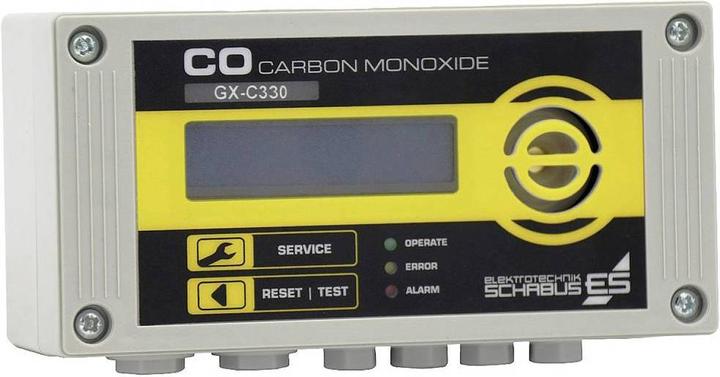 CO CARBON MONOXIDE
GX-C330
SERVICE
RESET | TEST
OPERATE
ERROR
ALARM
ELEKTROTECHNIK
SCHABUS ES